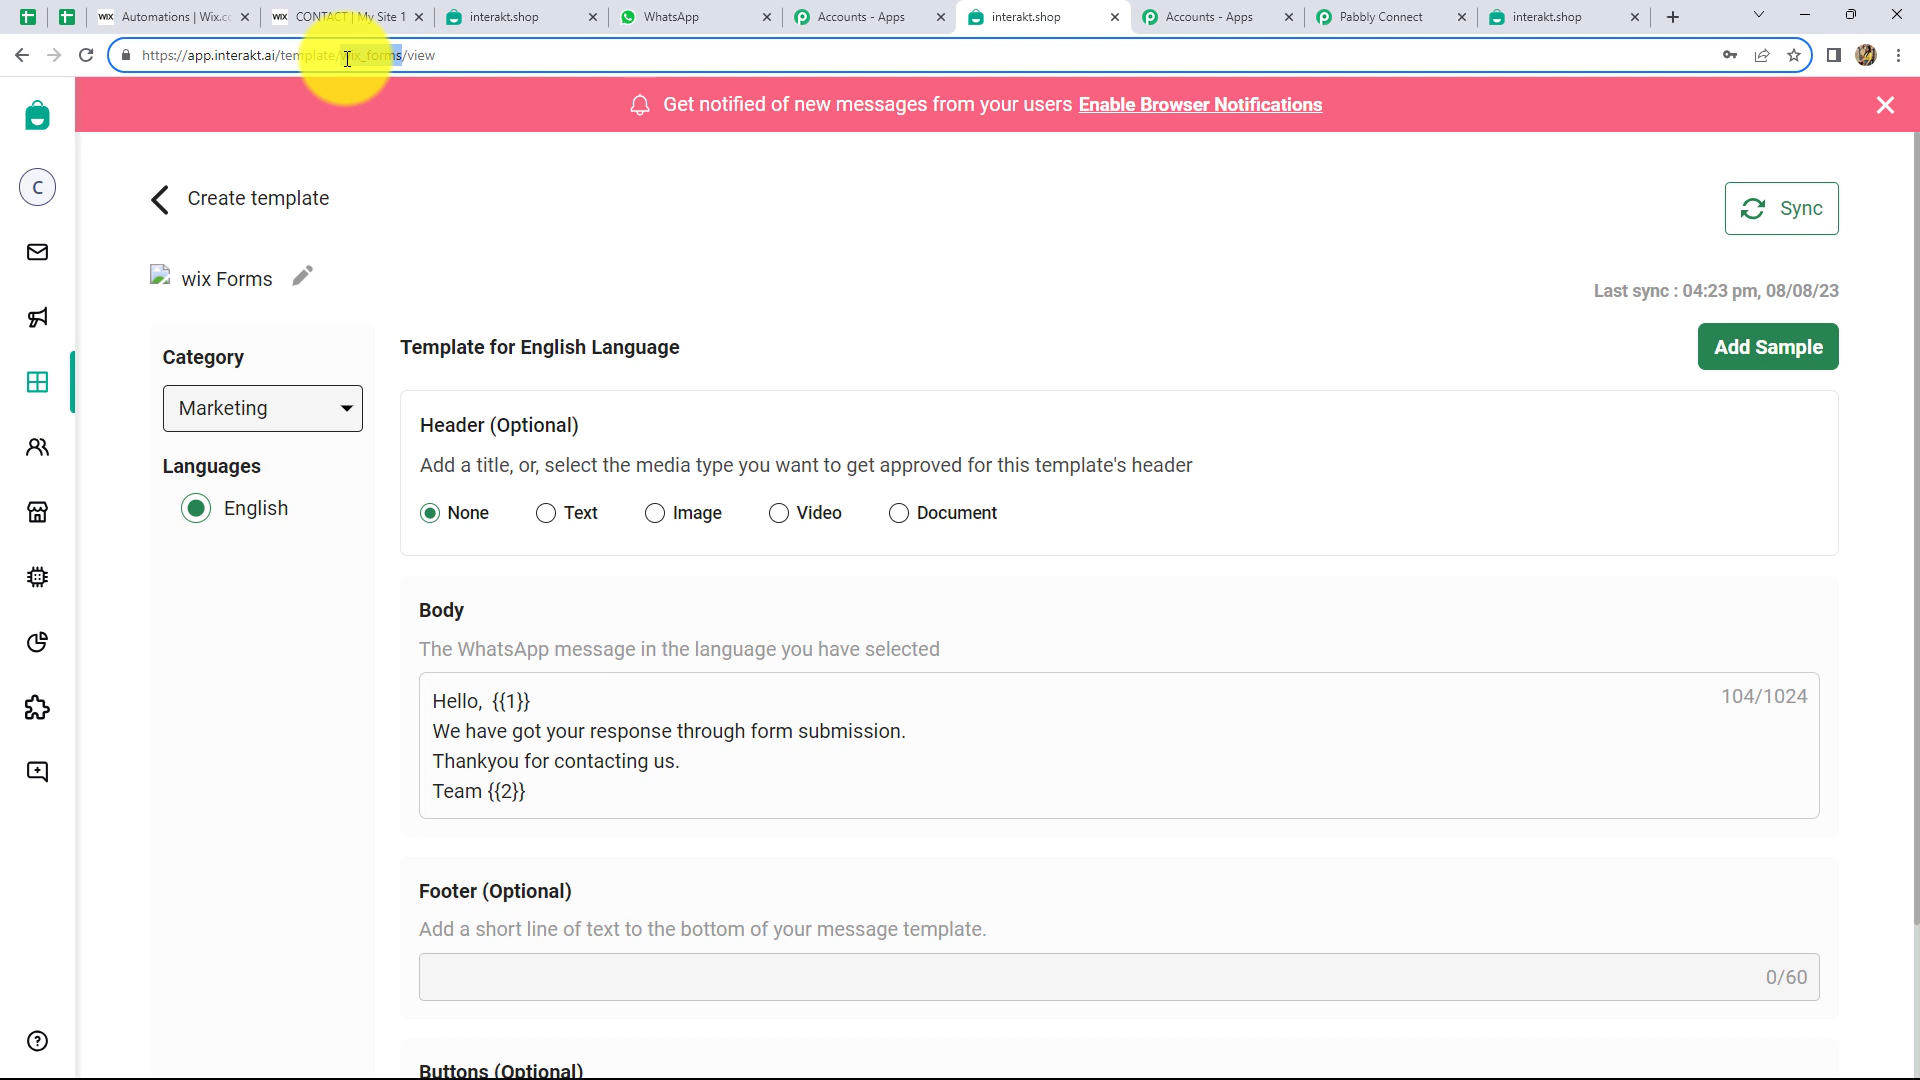 Automations | Wix.cc
CONTACT | My Site 1
interakt.shop
WhatsApp
Accounts - Apps
interakt.shop
Accounts - Apps
Pabbly Connect
interakt.shop
https://app.interakt.ai/template/wix_forms/view
Get notified of new messages from your users Enable Browser Notifications
C
Create template
Sync
wix Forms
Last sync : 04:23 pm, 08/08/23
Category
Template for English Language
Add Sample
Marketing
Header (Optional)
Languages
Add a title, or, select the media type you want to get approved for this template's header
English
None
Text
Image
Video
Document
Body
The WhatsApp message in the language you have selected
Hello, {{1}}
104/1024
We have got your response through form submission.
Thankyou for contacting us.
Team {{2}}
Footer (Optional)
Add a short line of text to the bottom of your message template.
0/60
Buttons (Optional)